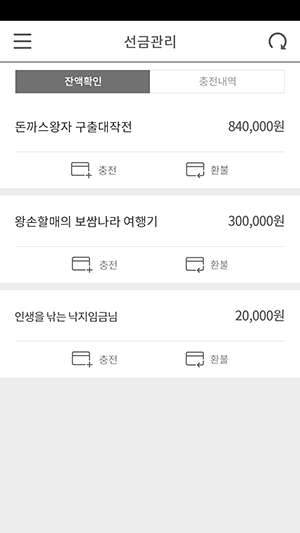 선금관리
잔액확인 충전내역
돈까스왕자 구출대작전 840,000원
충전 환불
왕손할매의 보쌈나라 여행기 300,000원
충전 환불
인생을 낚는 낙지임금님 20,000원
충전 환불